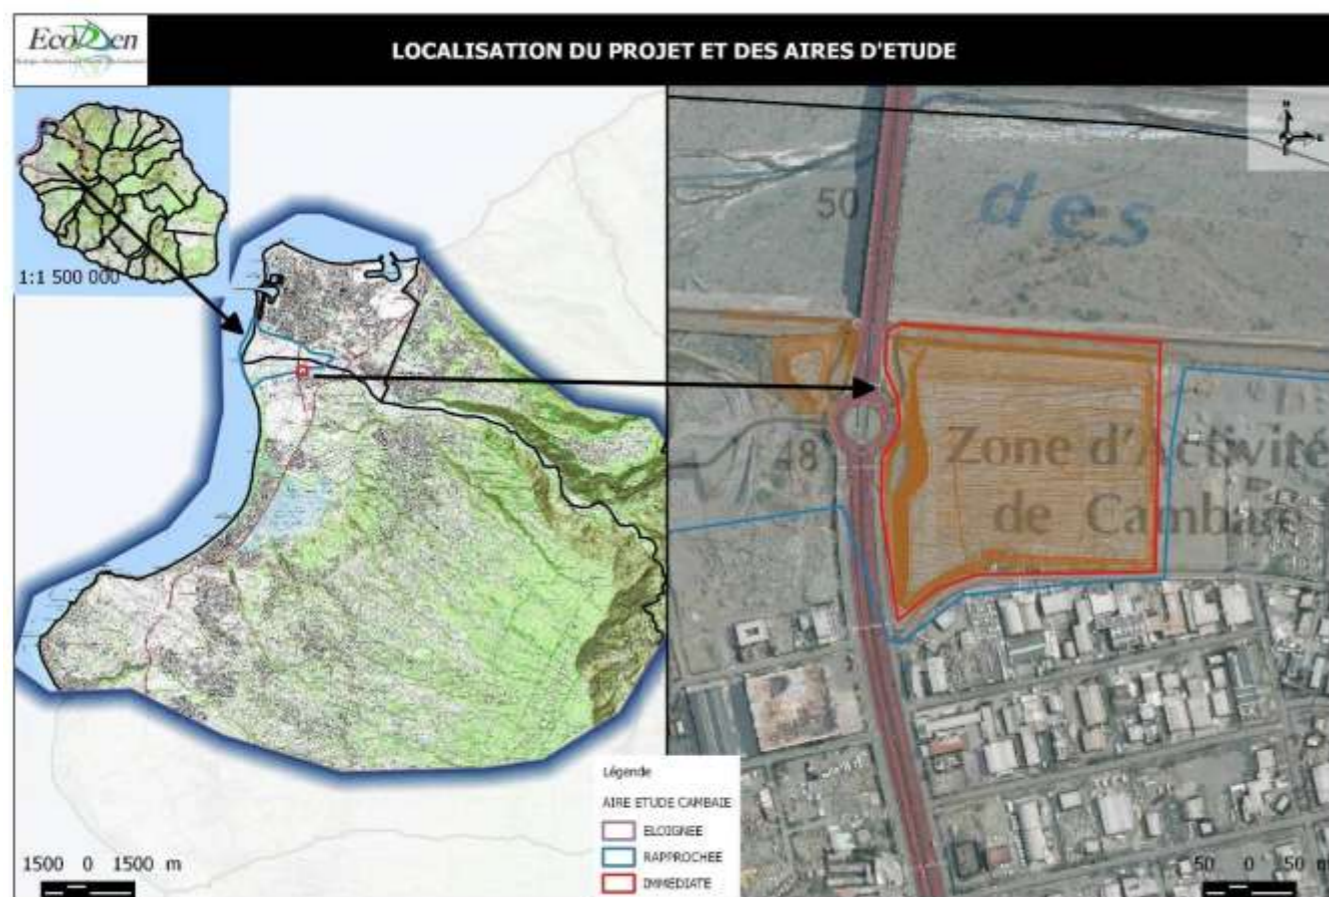 EcoDden
LOCALISATION DU PROJET ET DES AIRES D'ETUDE
1:1 500 000
50
des
48
Zone d'Activité
de Cambaie
Légende
AIRE ETUDE CAMBAIE
ELOIGNEE
RAPPROCHEE
IMMEDIATE
1500 0 1500 m
50 0 50 m